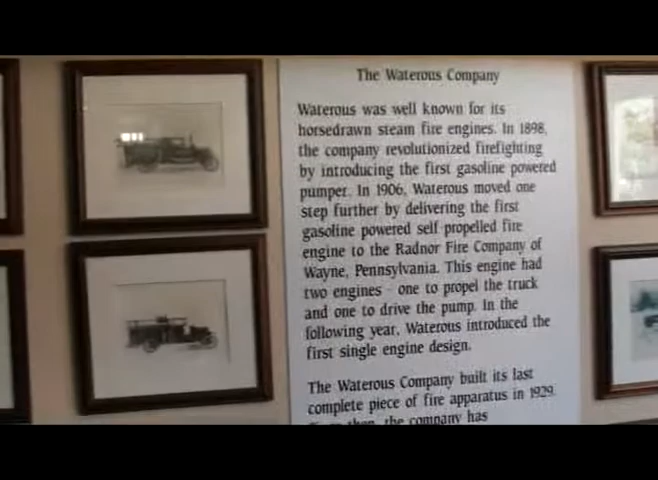 The Waterous Company
Waterous was well known for its
horsedrawn steam fire engines. In 1898,
the company revolutionized firefighting
by introducing the first gasoline powered
pumper. In 1906, Waterous moved one
step further by delivering the first
gasoline powered self propelled fire
engine to the Radnor Fire Company of
Wayne, Pennsylvania. This engine had
two engines - one to propel the truck
and one to drive the pump. In the
following year, Waterous introduced the
first single engine design.
The Waterous Company built its last
complete piece of fire apparatus in 1929.
then, the company has